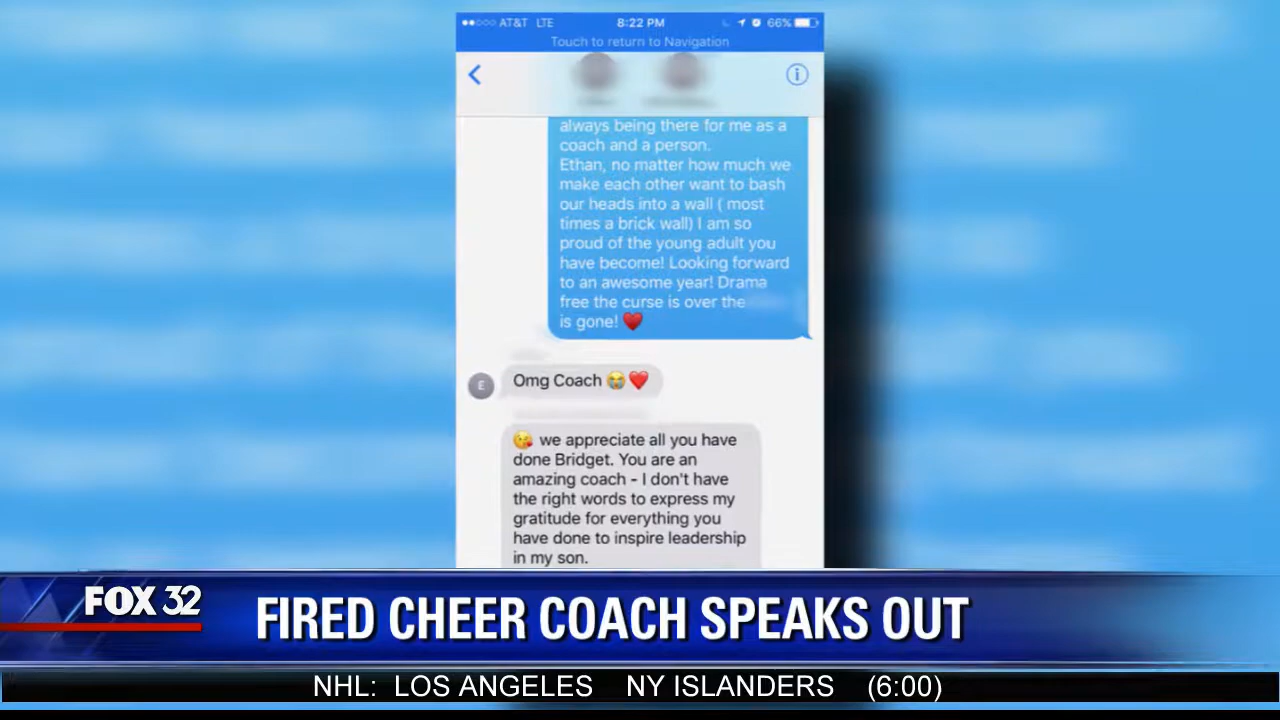 AT&T LTE 8:22 PM 66%
Touch to return to Navigation
always being there for me as a
coach and a person.
Ethan, no matter how much we
make each other want to bash
our heads into a wall ( most
times a brick wall) I am so
proud of the young adult you
have become! Looking forward
to an awesome year! Drama
free the curse is over the
is gone! ❤️
E
Omg Coach 😭❤️
😘 we appreciate all you have
done Bridget. You are an
amazing coach - I don't have
the right words to express my
gratitude for everything you
have done to inspire leadership
in my son.
FOX 32
FIRED CHEER COACH SPEAKS OUT
NHL: LOS ANGELES NY ISLANDERS (6:00)